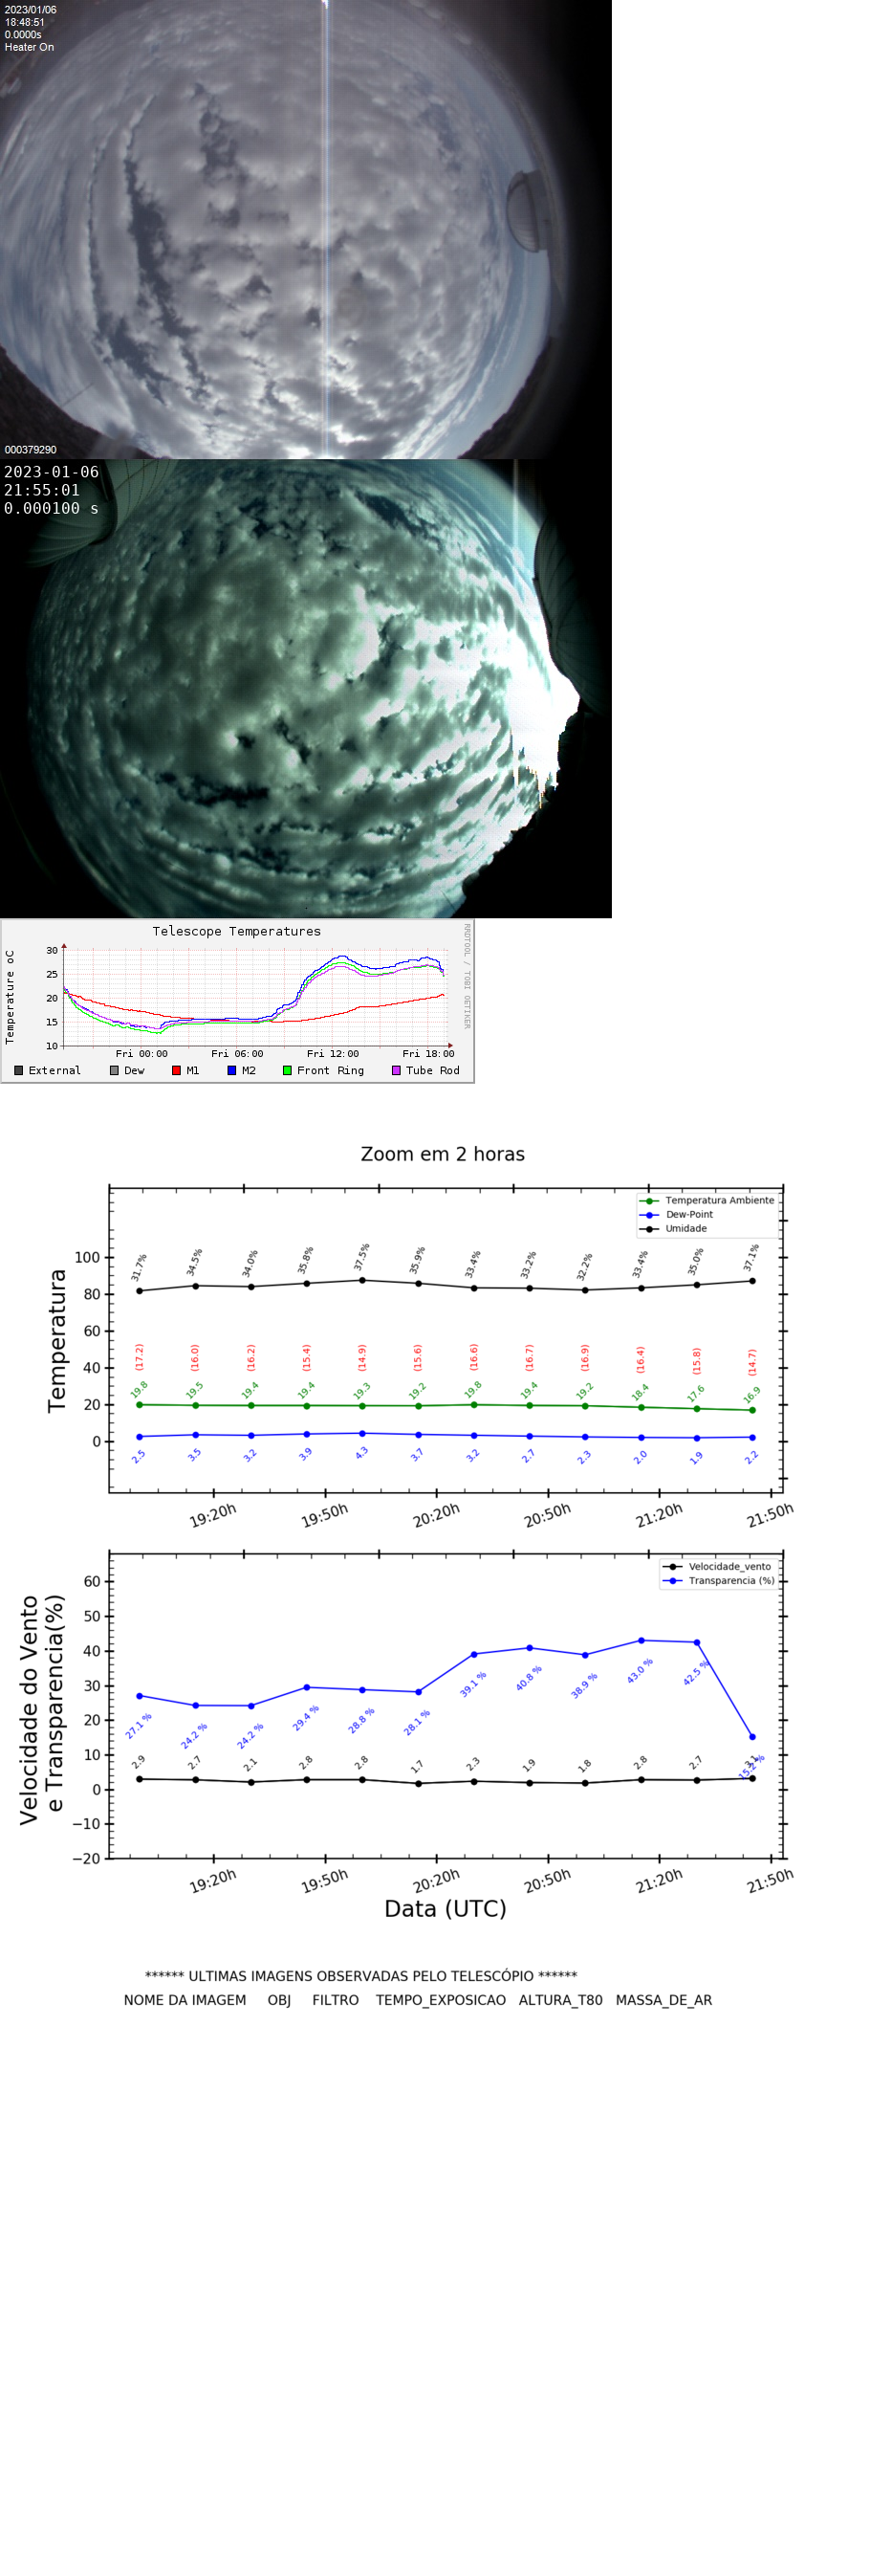 2023/01/06
18:48:51
0.0000s
Heater On
000379290
2023-01-06
21:55:01
0.000100 s
Telescope Temperatures
RRDTOOL / TOBI OETIKER
Temperature oC
30
25
20
15
10
Fri 00:00 Fri 06:00 Fri 12:00 Fri 18:00
External Dew M1 M2 Front Ring Tube Rod
Zoom em 2 horas
Temperatura Ambiente
Dew-Point
Umidade
Temperatura
100
80
60
40
20
0
31.7% 34.5% 34.0% 35.8% 37.5% 35.9% 33.4% 33.2% 32.2% 33.4% 35.0% 37.1%
(17.2) (16.0) (16.2) (15.4) (14.9) (15.6) (16.6) (16.7) (16.9) (16.4) (15.8) (14.7)
19.8 19.5 19.4 19.4 19.3 19.2 19.8 19.4 19.2 18.4 17.6 16.9
2.5 3.5 3.2 3.9 4.3 3.7 3.2 2.7 2.3 2.0 1.9 2.2
19:20h 19:50h 20:20h 20:50h 21:20h 21:50h
Velocidade_vento
Transparencia (%)
Velocidade do Vento
e Transparencia(%)
60
50
40
30
20
10
0
−10
−20
27.1 % 24.2 % 24.2 % 29.4 % 28.8 % 28.1 % 39.1 % 40.8 % 38.9 % 43.0 % 42.5 % 15.2 %
2.9 2.7 2.1 2.8 2.8 1.7 2.3 1.9 1.8 2.8 2.7 3.1
19:20h 19:50h 20:20h 20:50h 21:20h 21:50h
Data (UTC)
****** ULTIMAS IMAGENS OBSERVADAS PELO TELESCÓPIO ******
NOME DA IMAGEM OBJ FILTRO TEMPO_EXPOSICAO ALTURA_T80 MASSA_DE_AR